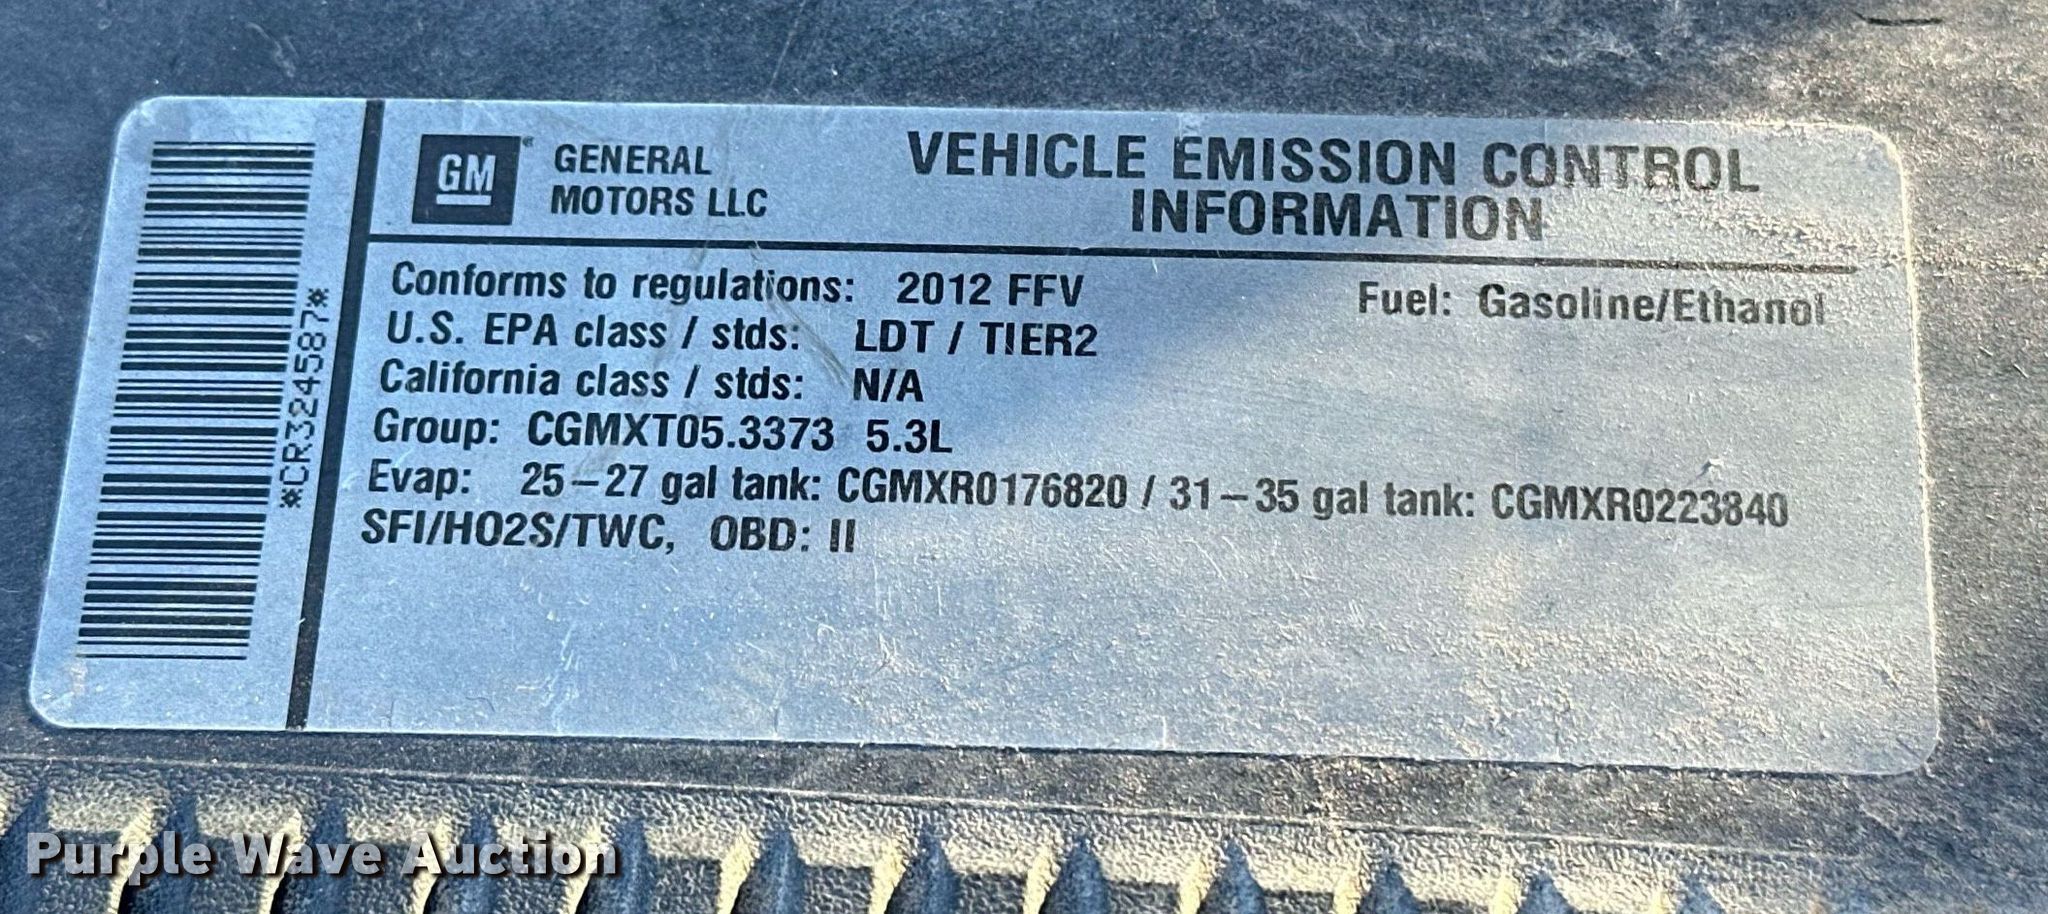 *CR3245587*
GM
GENERAL
MOTORS LLC
VEHICLE EMISSION CONTROL
INFORMATION
Conforms to regulations: 2012 FFV
Fuel: Gasoline/Ethanol
U.S. EPA class / stds: LDT / TIER2
California class / stds: N/A
Group: CGMXT05.3373 5.3L
Evap: 25–27 gal tank: CGMXR0176820 / 31–35 gal tank: CGMXR0223840
SFI/HO2S/TWC, OBD: II
Purple Wave Auction